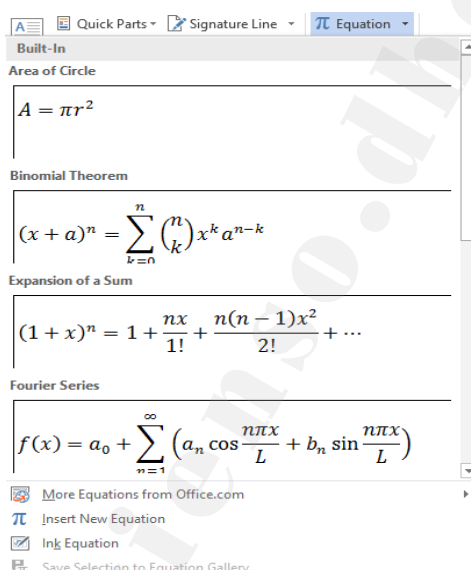 A Quick Parts Signature Line π Equation
Built-In
Area of Circle
A = πr²
Binomial Theorem
(x + a)ⁿ = ∑ₖ₌₀ⁿ (n k) xᵏaⁿ⁻ᵏ
Expansion of a Sum
(1 + x)ⁿ = 1 + nx/1! + n(n − 1)x²/2! + ⋯
Fourier Series
f(x) = a₀ + ∑ₙ₌₁^∞ (aₙ cos nπx/L + bₙ sin nπx/L)
More Equations from Office.com
π Insert New Equation
Ink Equation
Save Selection to Equation Gallery